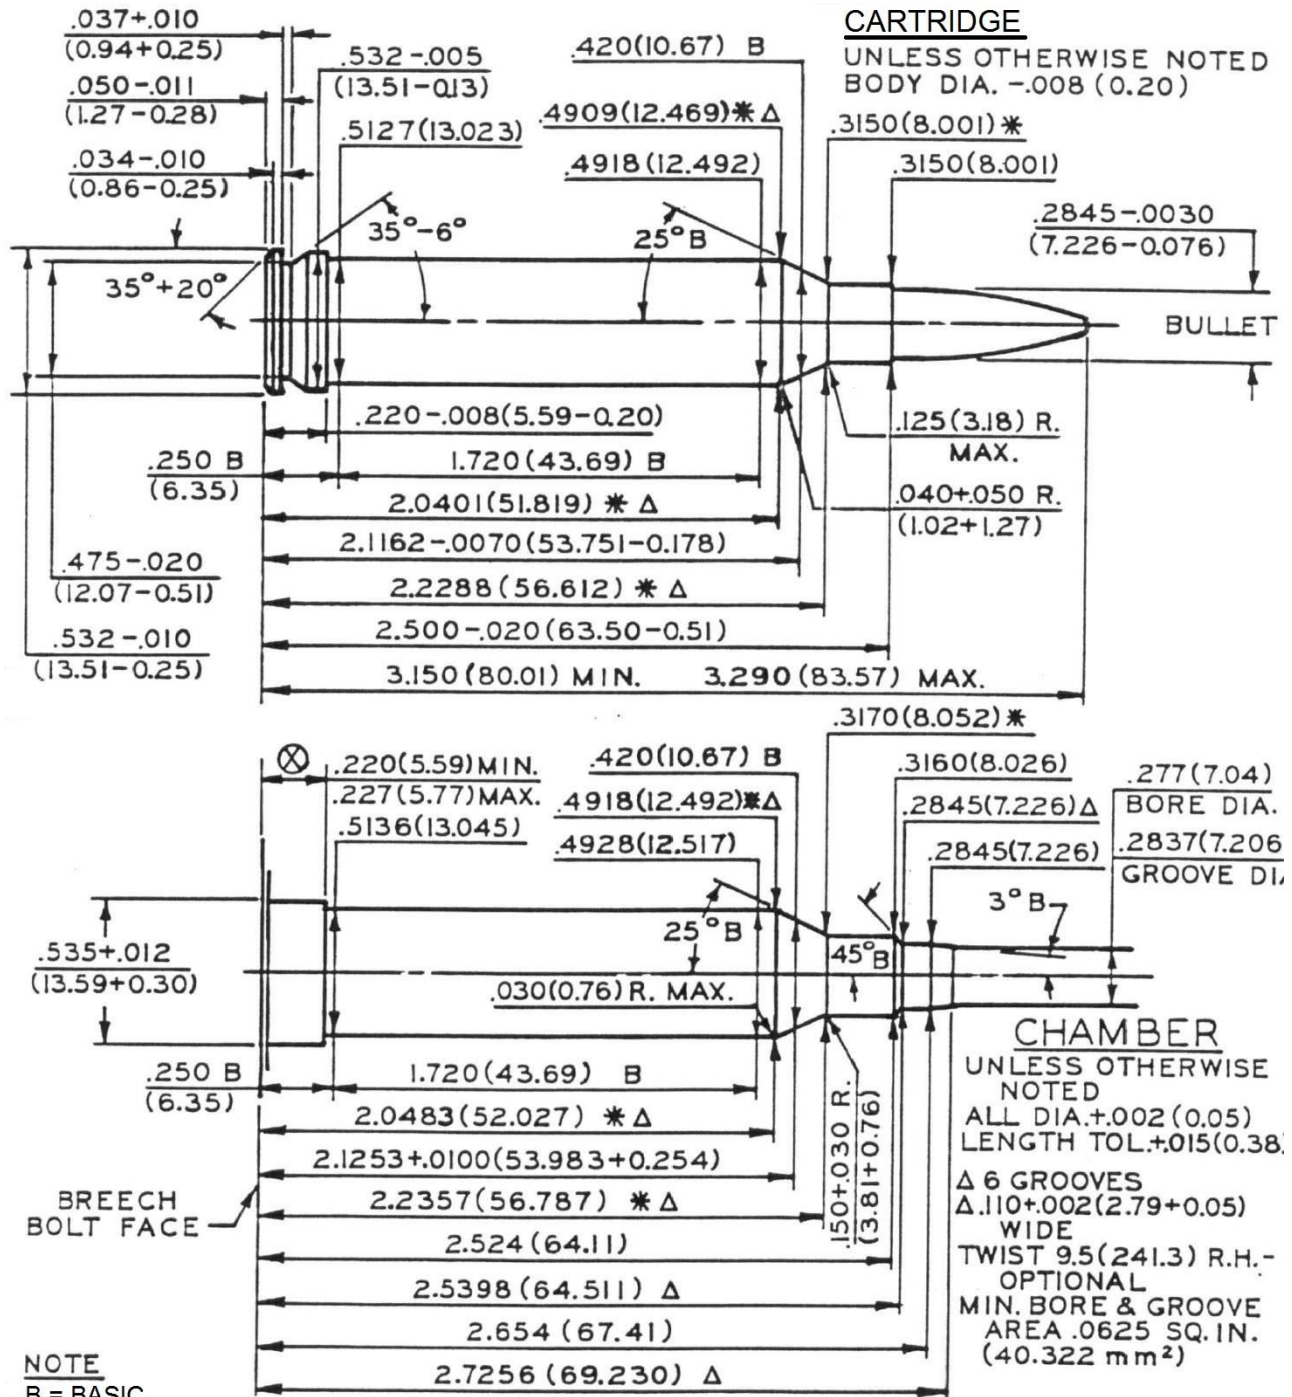 CARTRIDGE
UNLESS OTHERWISE NOTED
BODY DIA. -.008 (0.20)
.037+.010
(0.94+0.25)
.050-.011
(1.27-0.28)
.034-.010
(0.86-0.25)
.532-.005
(13.51-0.13)
.5127(13.023)
.420(10.67) B
.4909(12.469)* Δ
.4918(12.492)
.3150(8.001)*
.3150(8.001)
.2845-.0030
(7.226-0.076)
35°+20°
35°-6°
25°B
BULLET
.220-.008(5.59-0.20)
.250 B
(6.35)
1.720(43.69) B
.125(3.18) R.
MAX.
2.0401(51.819) * Δ
.040+.050 R.
(1.02+1.27)
2.1162-.0070(53.751-0.178)
.475-.020
(12.07-0.51)
2.2288(56.612) * Δ
.532-.010
(13.51-0.25)
2.500-.020(63.50-0.51)
3.150(80.01) MIN. 3.290(83.57) MAX.
.3170(8.052)*
.220(5.59)MIN.
.227(5.77)MAX.
.5136(13.045)
.420(10.67) B
.4918(12.492)*Δ
.4928(12.517)
.3160(8.026)
.2845(7.226)Δ
.2845(7.226)
.277(7.04)
BORE DIA.
.2837(7.206
GROOVE DIA
25°B
45°B
3°B
.535+.012
(13.59+0.30)
.030(0.76) R. MAX.
.250 B
(6.35)
1.720(43.69) B
.150+.030 R.
(3.81+0.76)
2.0483(52.027) * Δ
2.1253+.0100(53.983+0.254)
BREECH
BOLT FACE
2.2357(56.787) * Δ
2.524(64.11)
2.5398(64.511) Δ
2.654 (67.41)
2.7256 (69.230) Δ
CHAMBER
UNLESS OTHERWISE
NOTED
ALL DIA.+.002(0.05)
LENGTH TOL.+.015(0.38)
Δ 6 GROOVES
Δ.110+.002(2.79+0.05)
WIDE
TWIST 9.5(241.3) R.H.-
OPTIONAL
MIN. BORE & GROOVE
AREA .0625 SQ. IN.
(40.322 mm²)
NOTE
B = BASIC